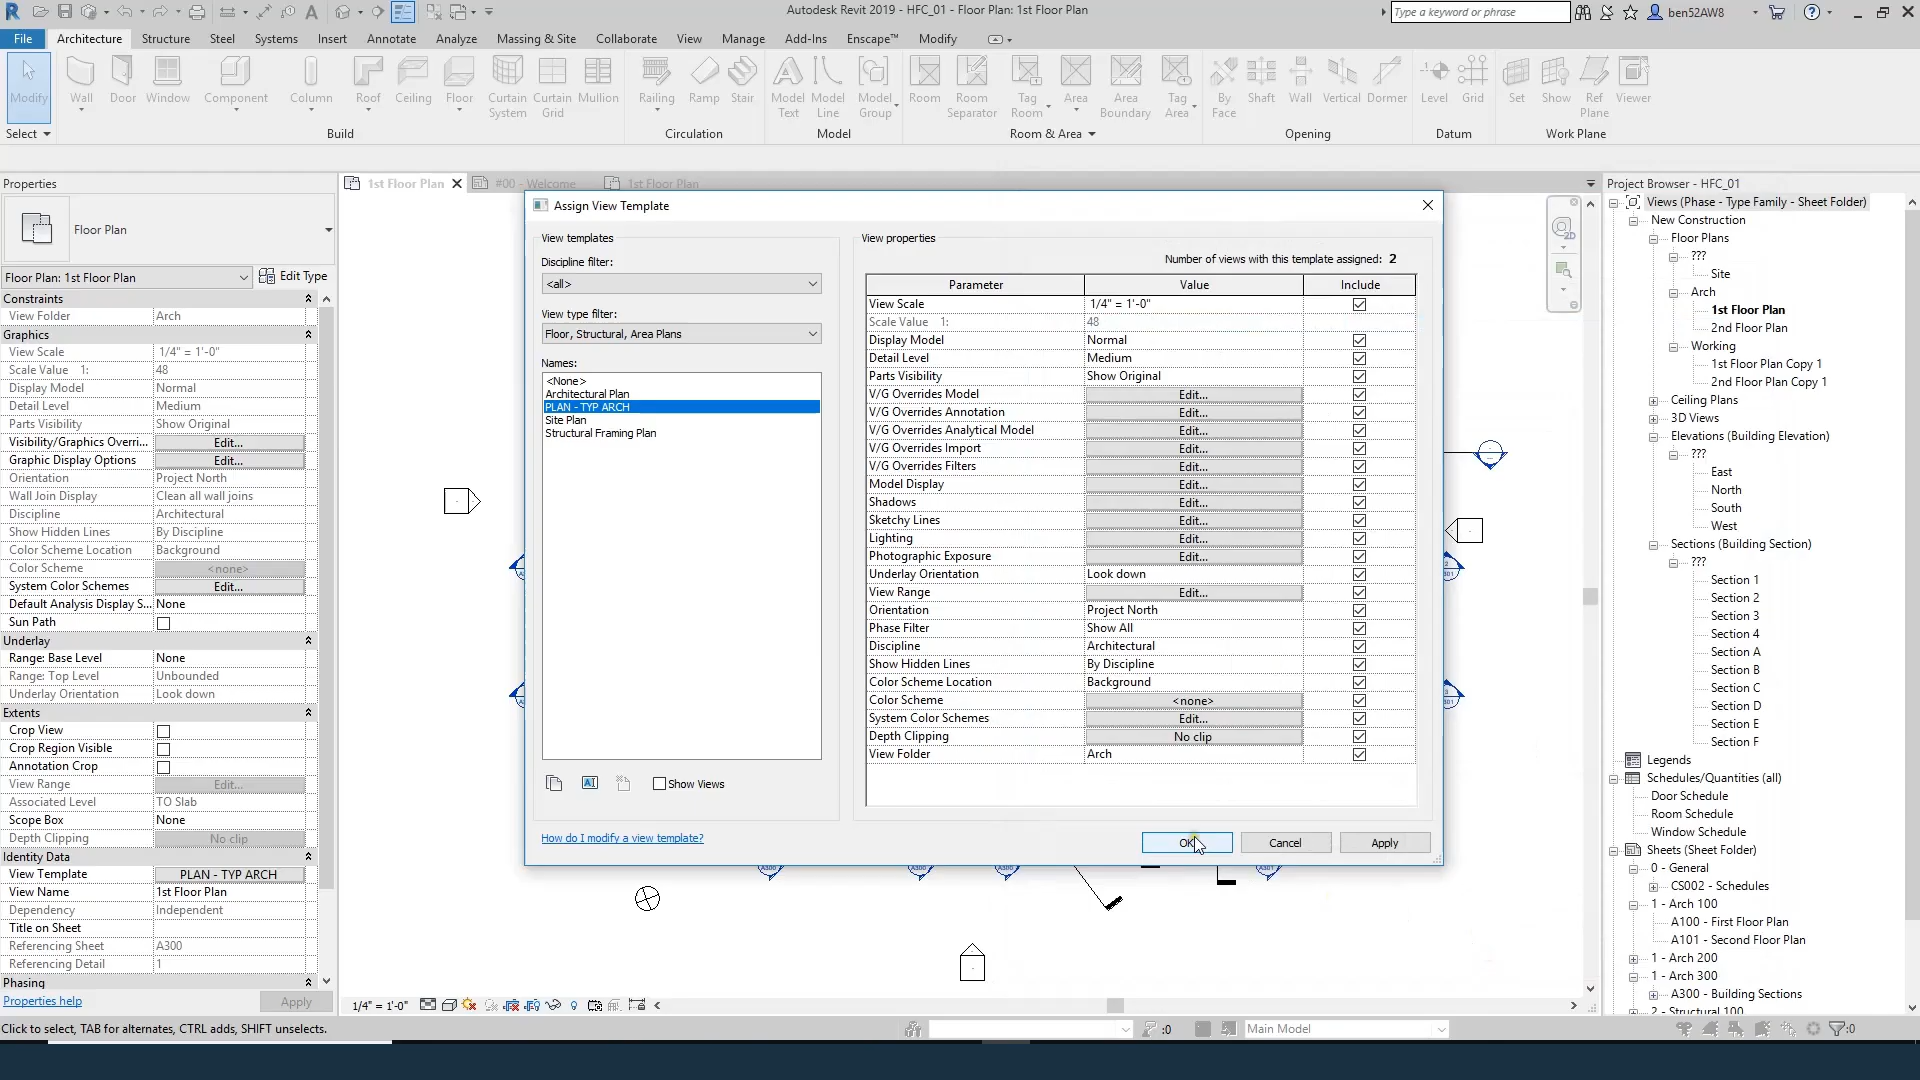 Autodesk Revit 2019 - HFC_01 - Floor Plan: 1st Floor Plan
Type a keyword or phrase
ben52AW8
File Architecture Structure Steel Systems Insert Annotate Analyze Massing & Site Collaborate View Manage Add-Ins Enscape™ Modify
Modify Wall Door Window Component Column Roof Ceiling Floor Curtain System Curtain Grid Mullion Railing Ramp Stair Model Text Model Line Model Group Room Room Separator Tag Room Area Area Boundary Tag Area By Face Shaft Wall Vertical Dormer Level Grid Set Show Ref Plane Viewer
Select Build Circulation Model Room & Area Opening Datum Work Plane
Properties
Floor Plan
Floor Plan: 1st Floor Plan Edit Type
Constraints
View Folder Arch
Graphics
View Scale 1/4" = 1'-0"
Scale Value 1: 48
Display Model Normal
Detail Level Medium
Parts Visibility Show Original
Visibility/Graphics Overri... Edit...
Graphic Display Options Edit...
Orientation Project North
Wall Join Display Clean all wall joins
Discipline Architectural
Show Hidden Lines By Discipline
Color Scheme Location Background
Color Scheme <none>
System Color Schemes Edit...
Default Analysis Display S... None
Sun Path
Underlay
Range: Base Level None
Range: Top Level Unbounded
Underlay Orientation Look down
Extents
Crop View
Crop Region Visible
Annotation Crop
View Range Edit...
Associated Level TO Slab
Scope Box None
Depth Clipping No clip
Identity Data
View Template PLAN - TYP ARCH
View Name 1st Floor Plan
Dependency Independent
Title on Sheet
Referencing Sheet A300
Referencing Detail 1
Phasing
Properties help Apply
1st Floor Plan #00 - Welcome 1st Floor Plan
Assign View Template
View templates
Discipline filter:
<all>
View type filter:
Floor, Structural, Area Plans
Names:
<None>
Architectural Plan
PLAN - TYP ARCH
Site Plan
Structural Framing Plan
Show Views
How do I modify a view template?
View properties
Number of views with this template assigned: 2
Parameter Value Include
View Scale 1/4" = 1'-0"
Scale Value 1: 48
Display Model Normal
Detail Level Medium
Parts Visibility Show Original
V/G Overrides Model Edit...
V/G Overrides Annotation Edit...
V/G Overrides Analytical Model Edit...
V/G Overrides Import Edit...
V/G Overrides Filters Edit...
Model Display Edit...
Shadows Edit...
Sketchy Lines Edit...
Lighting Edit...
Photographic Exposure Edit...
Underlay Orientation Look down
View Range Edit...
Orientation Project North
Phase Filter Show All
Discipline Architectural
Show Hidden Lines By Discipline
Color Scheme Location Background
Color Scheme <none>
System Color Schemes Edit...
Depth Clipping No clip
View Folder Arch
OK Cancel Apply
Project Browser - HFC_01
Views (Phase - Type Family - Sheet Folder)
New Construction
Floor Plans
???
Site
Arch
1st Floor Plan
2nd Floor Plan
Working
1st Floor Plan Copy 1
2nd Floor Plan Copy 1
Ceiling Plans
3D Views
Elevations (Building Elevation)
???
East
North
South
West
Sections (Building Section)
???
Section 1
Section 2
Section 3
Section 4
Section A
Section B
Section C
Section D
Section E
Section F
Legends
Schedules/Quantities (all)
Door Schedule
Room Schedule
Window Schedule
Sheets (Sheet Folder)
0 - General
CS002 - Schedules
1 - Arch 100
A100 - First Floor Plan
A101 - Second Floor Plan
1 - Arch 200
1 - Arch 300
A300 - Building Sections
2 - Structural 100
1/4" = 1'-0"
Click to select, TAB for alternates, CTRL adds, SHIFT unselects.
:0 Main Model :0